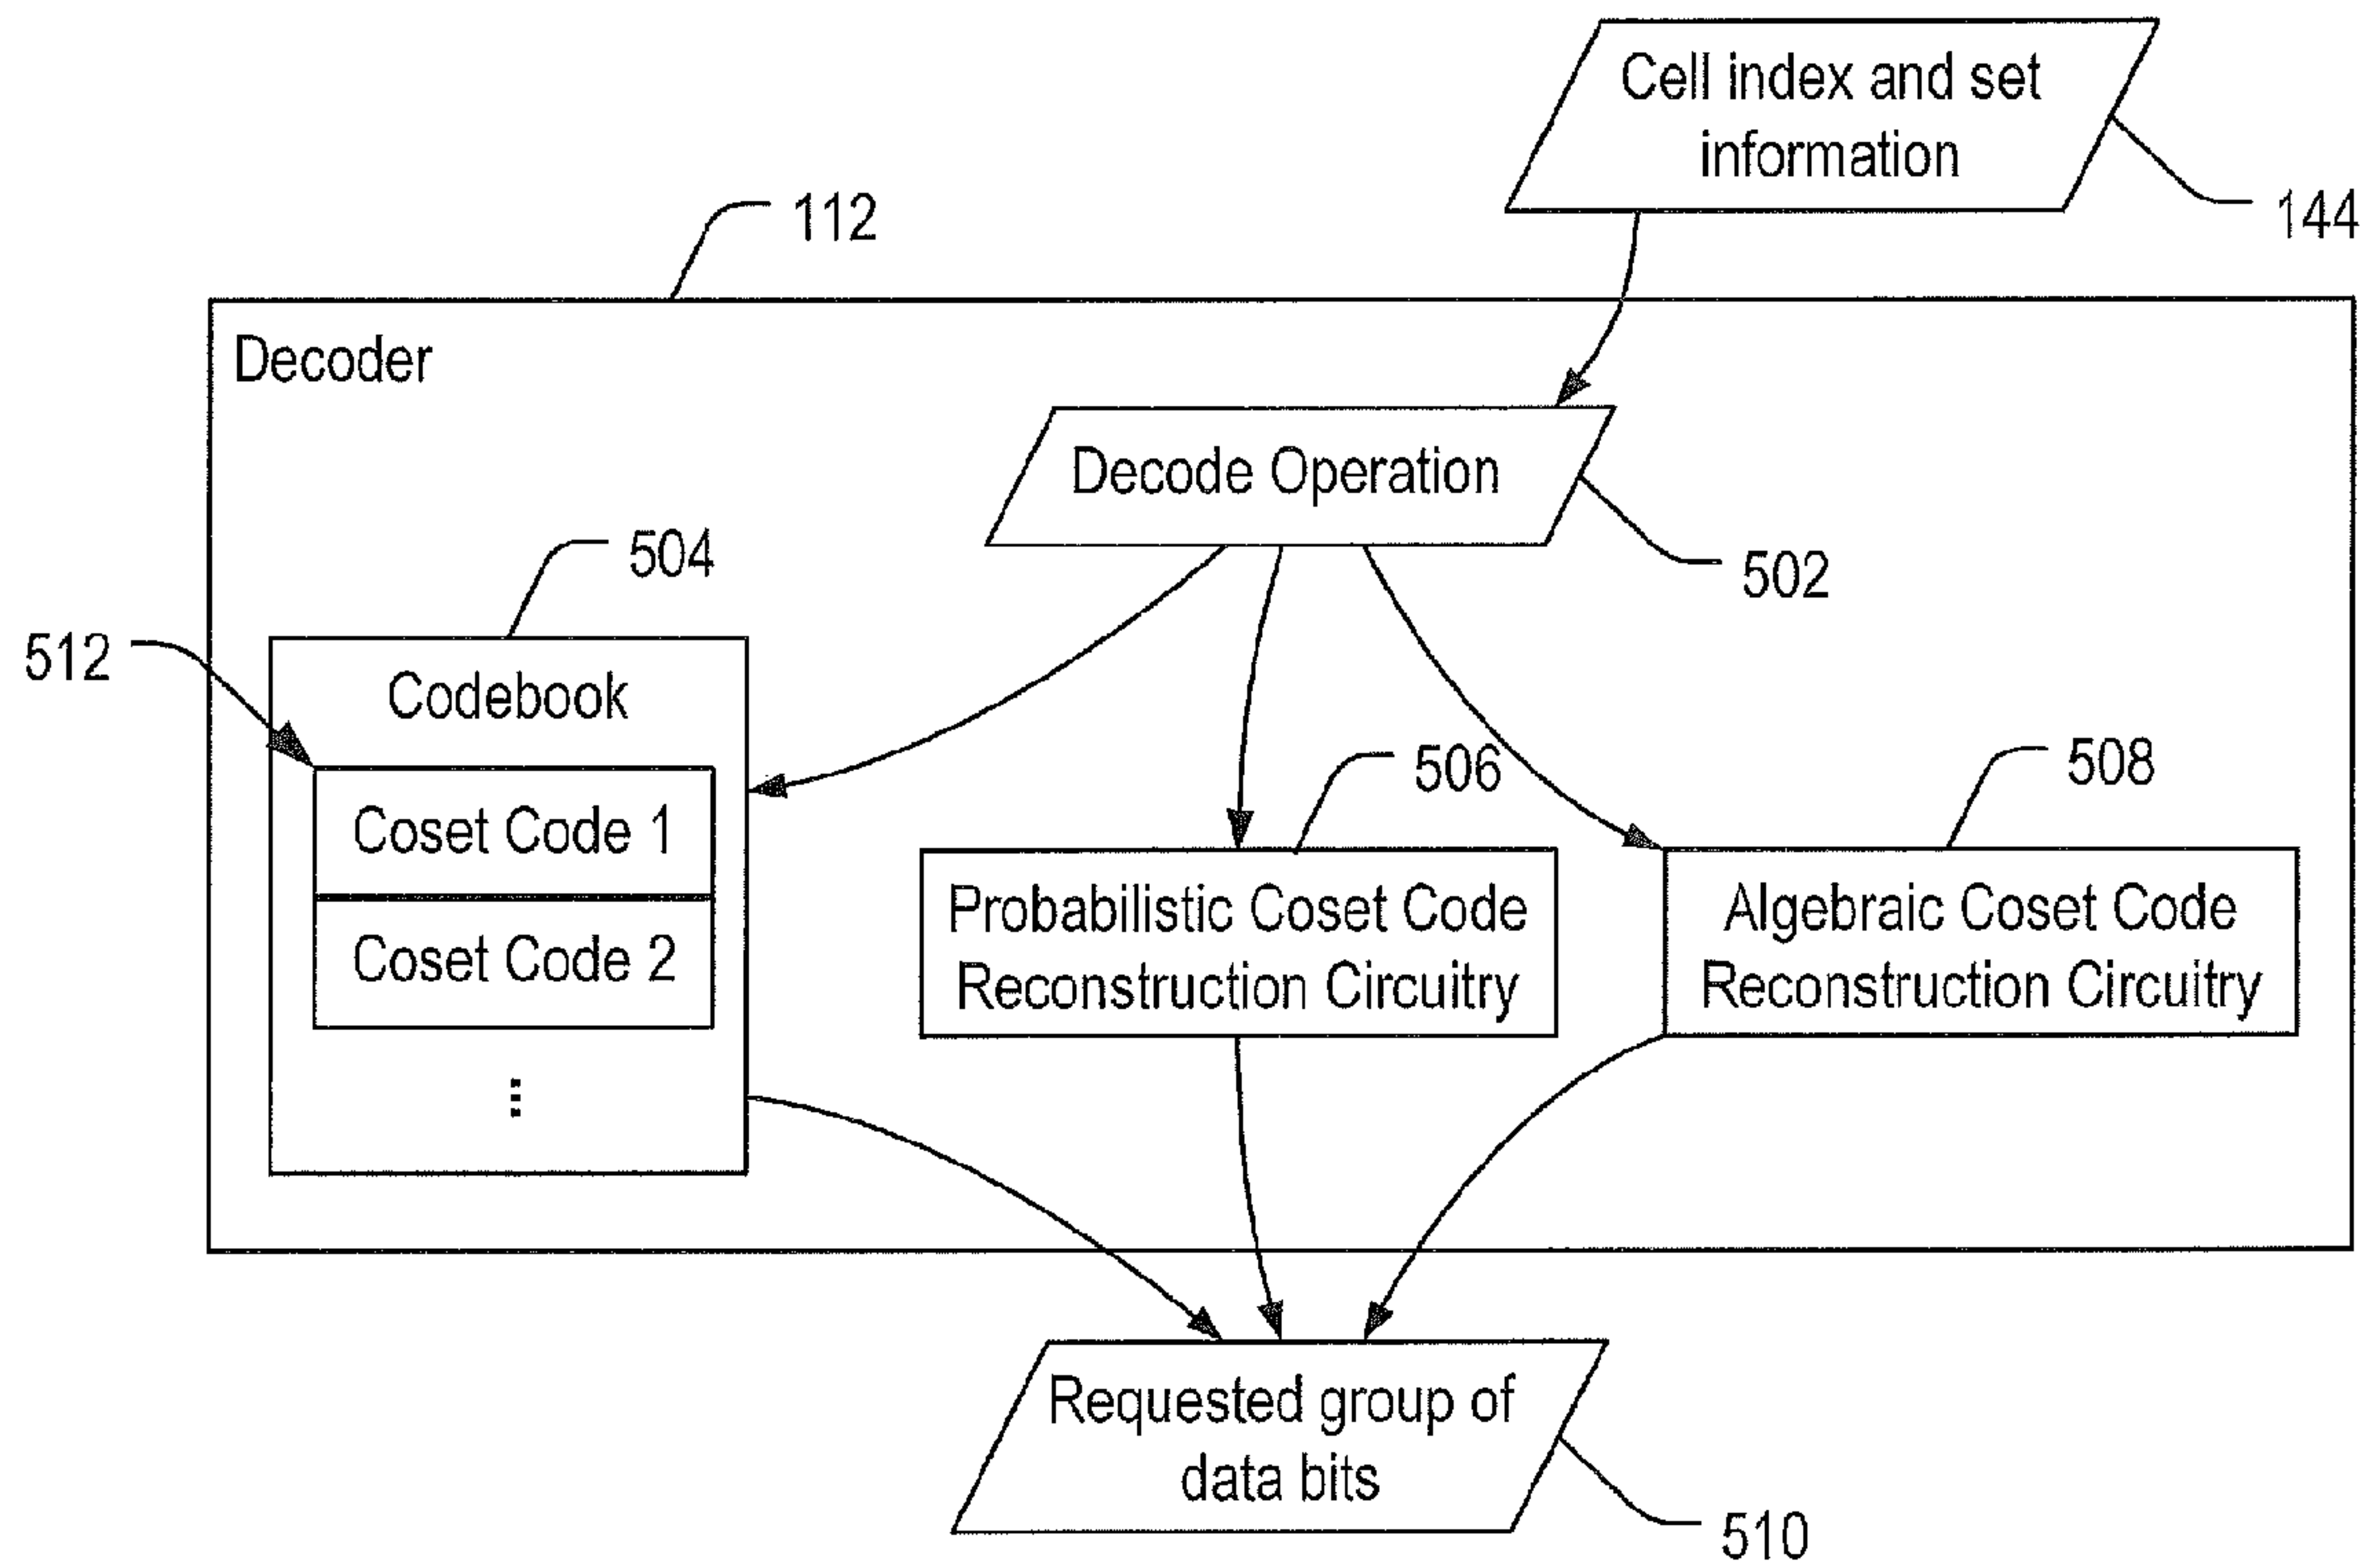 Cell index and set
information
144
112
Decoder
Decode Operation
502
504
512
Codebook
Coset Code 1
Coset Code 2
...
506
Probabilistic Coset Code
Reconstruction Circuitry
508
Algebraic Coset Code
Reconstruction Circuitry
Requested group of
data bits
510